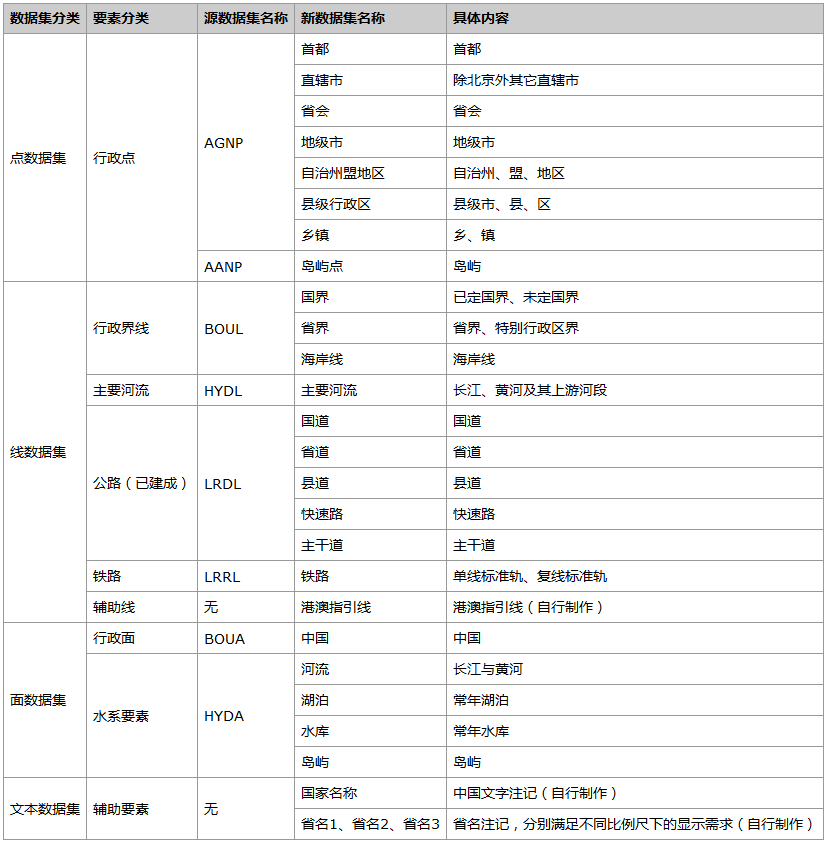 数据集分类 要素分类 源数据集名称 新数据集名称 具体内容
首都 首都
直辖市 除北京外其它直辖市
省会 省会
AGNP 地级市 地级市
点数据集 行政点
自治州盟地区 自治州、盟、地区
县级行政区 县级市、县、区
乡镇 乡、镇
AANP 岛屿点 岛屿
国界 已定国界、未定国界
行政界线 BOUL 省界 省界、特别行政区界
海岸线 海岸线
主要河流 HYDL 主要河流 长江、黄河及其上游河段
国道 国道
线数据集 省道 省道
公路（已建成） LRDL 县道 县道
快速路 快速路
主干道 主干道
铁路 LRRL 铁路 单线标准轨、复线标准轨
辅助线 无 港澳指引线 港澳指引线（自行制作）
行政面 BOUA 中国 中国
河流 长江与黄河
面数据集 湖泊 常年湖泊
水系要素 HYDA
水库 常年水库
岛屿 岛屿
国家名称 中国文字注记（自行制作）
文本数据集 辅助要素 无
省名1、省名2、省名3 省名注记，分别满足不同比例尺下的显示需求（自行制作）